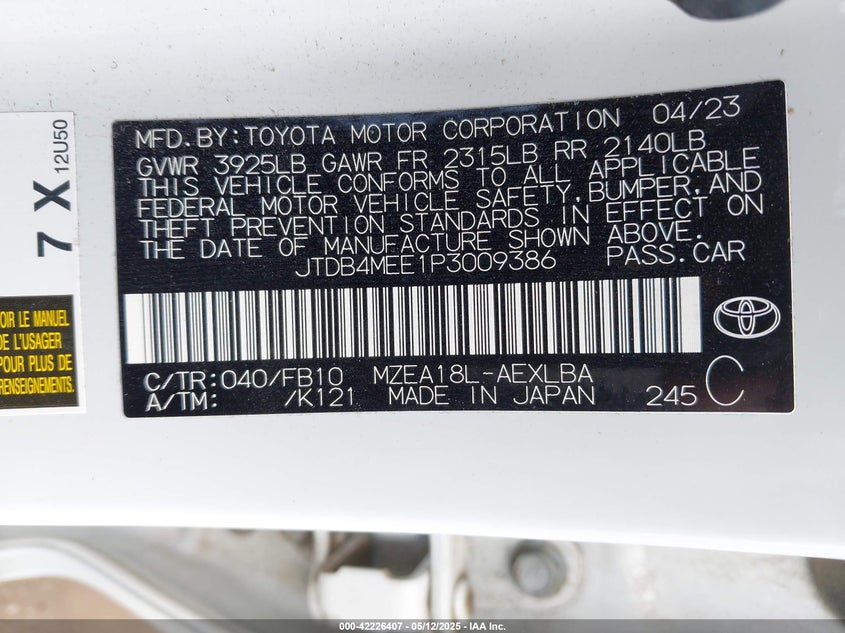 7 X
12U50
OIR LE MANUEL
DE L'USAGER
POUR PLUS DE
RENSEIGNEMENTS.
MFD.BY:TOYOTA MOTOR CORPORATION 04/23
GVWR 3925LB GAWR FR 2315LB RR 2140LB
THIS VEHICLE CONFORMS TO ALL APPLICABLE
FEDERAL MOTOR VEHICLE SAFETY,BUMPER,AND
THEFT PREVENTION STANDARDS IN EFFECT ON
THE DATE OF MANUFACTURE SHOWN ABOVE.
JTDB4MEE1P3009386 PASS.CAR
C/TR:040/FB10 MZEA18L-AEXLBA
A/TM: /K121 MADE IN JAPAN 245 C
000-42226407 - 05/12/2025 - IAA Inc.